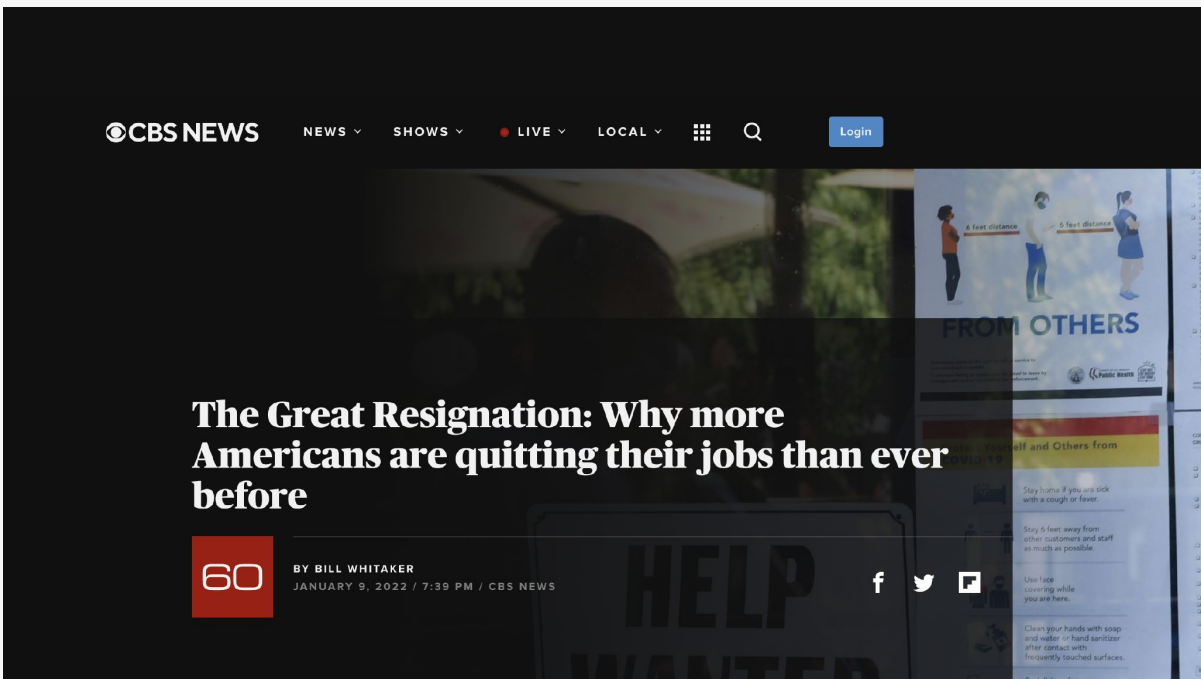 CBS NEWS
NEWS
SHOWS
LIVE
LOCAL
Login
6 feet distance
6 feet distance
FROM OTHERS
Public Health
The Great Resignation: Why more
Americans are quitting their jobs than ever
before
Yourself and Others from
COVID-19
Stay home if you are sick
with a cough or fever.
Stay 6 feet away from
other customers and staff
as much as possible.
Use face
covering while
you are here.
Clean your hands with soap
and water or hand sanitizer
after contact with
frequently touched surfaces.
60
BY BILL WHITAKER
JANUARY 9, 2022 / 7:39 PM / CBS NEWS
HELP
WANTED